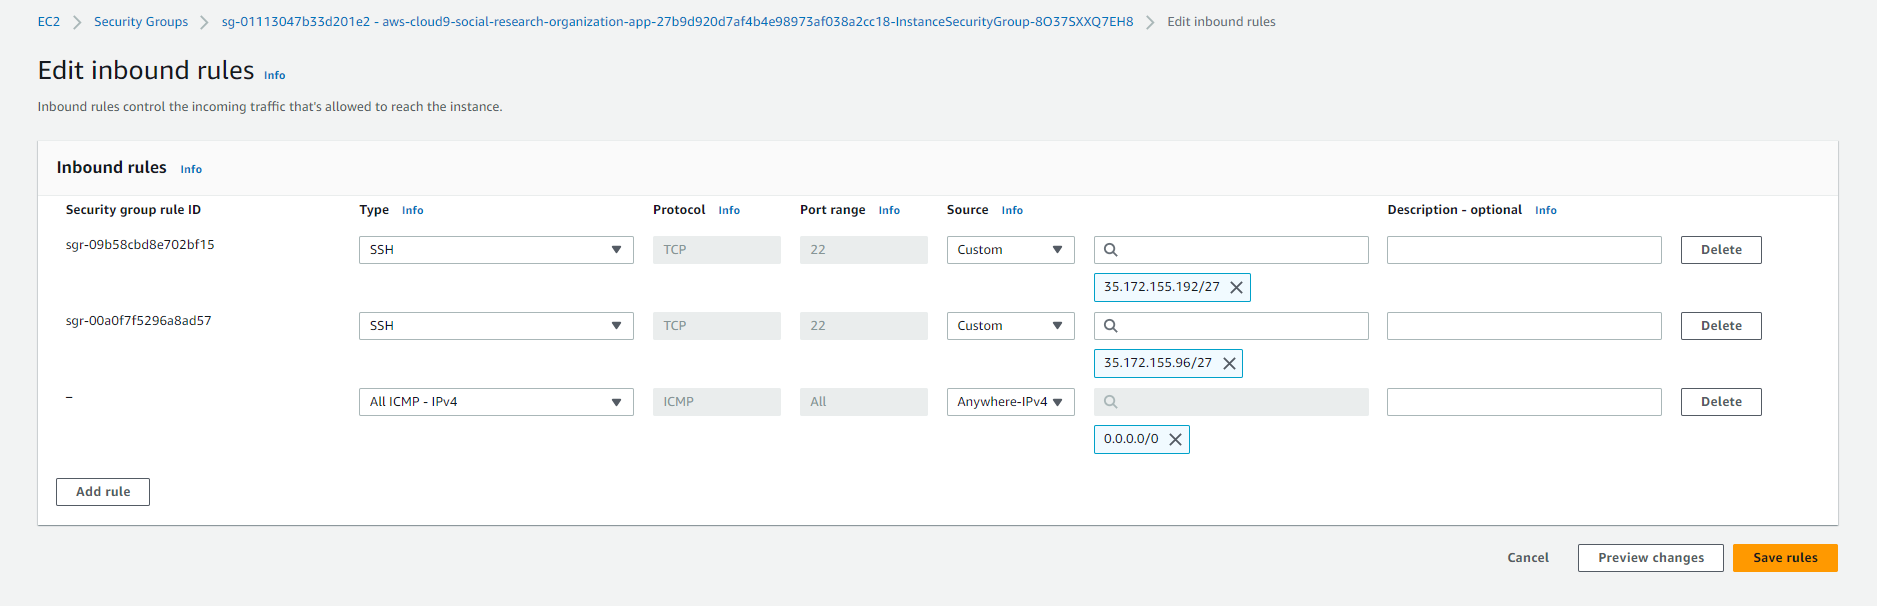 EC2 Security Groups sg-01113047b33d201e2 - aws-cloud9-social-research-organization-app-27b9d920d7af4b4e98973af038a2cc18-InstanceSecurityGroup-8O37SXXQ7EH8 Edit inbound rules
Edit inbound rules Info
Inbound rules control the incoming traffic that's allowed to reach the instance.
Inbound rules Info
Security group rule ID Type Info Protocol Info Port range Info Source Info Description - optional Info
sgr-09b58cbd8e702bf15 SSH TCP 22 Custom Delete
35.172.155.192/27
sgr-00a0f7f5296a8ad57 SSH TCP 22 Custom Delete
35.172.155.96/27
– All ICMP - IPv4 ICMP All Anywhere-IPv4 Delete
0.0.0.0/0
Add rule
Cancel Preview changes Save rules